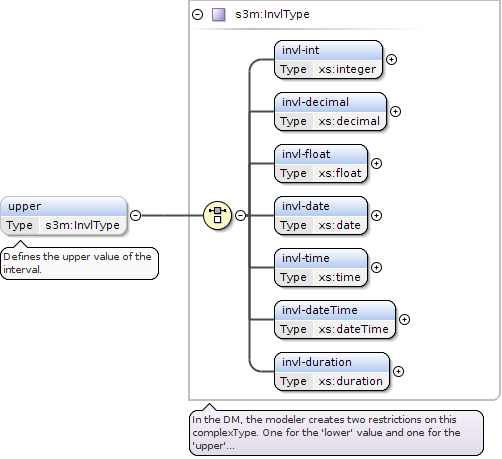 s3m:InvlType
invl-int
Type xs:integer
invl-decimal
Type xs:decimal
invl-float
Type xs:float
upper
Type s3m:InvlType
Defines the upper value of the
interval.
invl-date
Type xs:date
invl-time
Type xs:time
invl-dateTime
Type xs:dateTime
invl-duration
Type xs:duration
In the DM, the modeler creates two restrictions on this
complexType. One for the 'lower' value and one for the
'upper'...